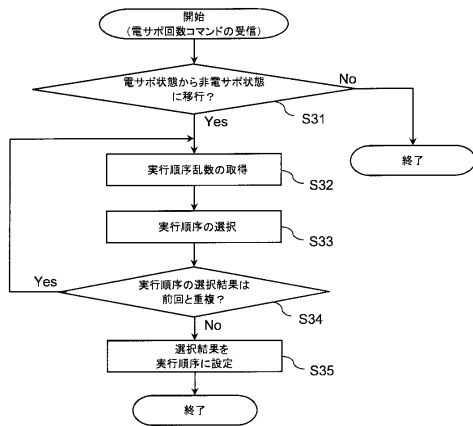 開始
(電サポ回数コマンドの受信)
電サポ状態から非電サポ状態
に移行?
No
S31
Yes
終了
実行順序乱数の取得
S32
実行順序の選択
S33
Yes
実行順序の選択結果は
前回と重複?
S34
No
選択結果を
実行順序に設定
S35
終了